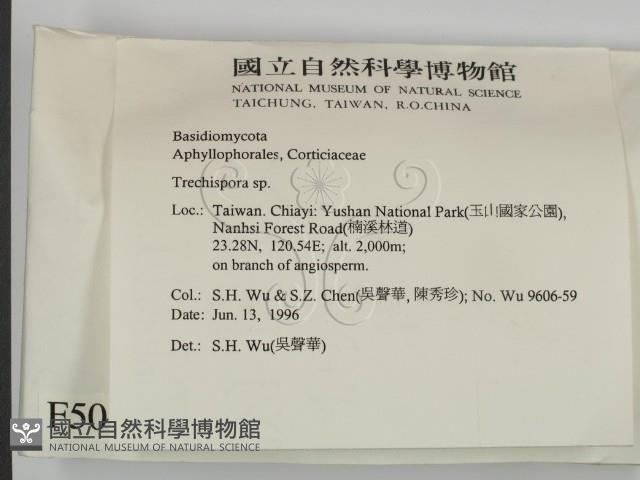 國立自然科學博物館
NATIONAL MUSEUM OF NATURAL SCIENCE
TAICHUNG, TAIWAN, R.O.CHINA
Basidiomycota
Aphyllophorales, Corticiaceae
Trechispora sp.
Loc.: Taiwan. Chiayi: Yushan National Park(玉山國家公園),
Nanhsi Forest Road(楠溪林道)
23.28N, 120.54E; alt. 2,000m;
on branch of angiosperm.
Col.: S.H. Wu & S.Z. Chen(吳聲華, 陳秀珍); No. Wu 9606-59
Date: Jun. 13, 1996
Det.: S.H. Wu(吳聲華)
F50
國立自然科學博物館
NATIONAL MUSEUM OF NATURAL SCIENCE